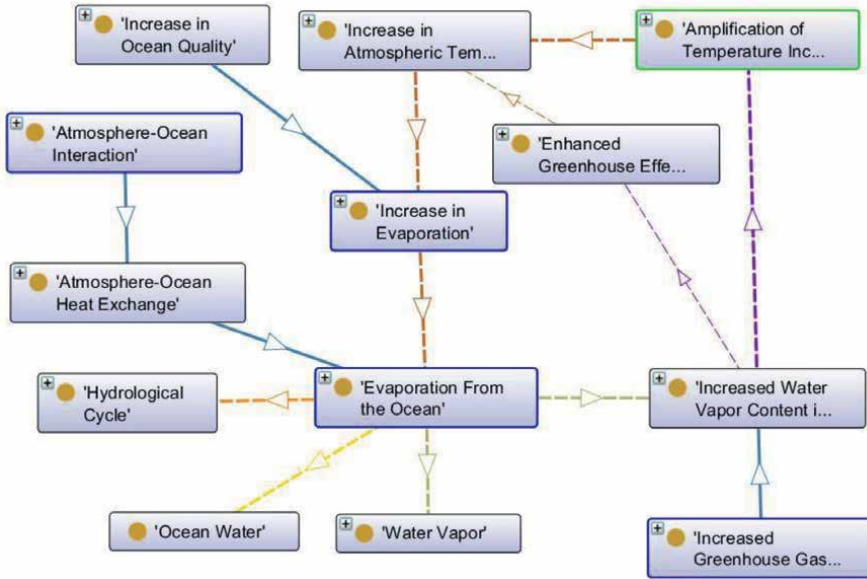 'Increase in
Ocean Quality'
'Increase in
Atmospheric Tem...
'Amplification of
Temperature Inc...
'Atmosphere-Ocean
Interaction'
'Enhanced
Greenhouse Effe...
'Increase in
Evaporation'
'Atmosphere-Ocean
Heat Exchange'
'Hydrological
Cycle'
'Evaporation From
the Ocean'
'Increased Water
Vapor Content i...
'Ocean Water'
'Water Vapor'
'Increased
Greenhouse Gas...